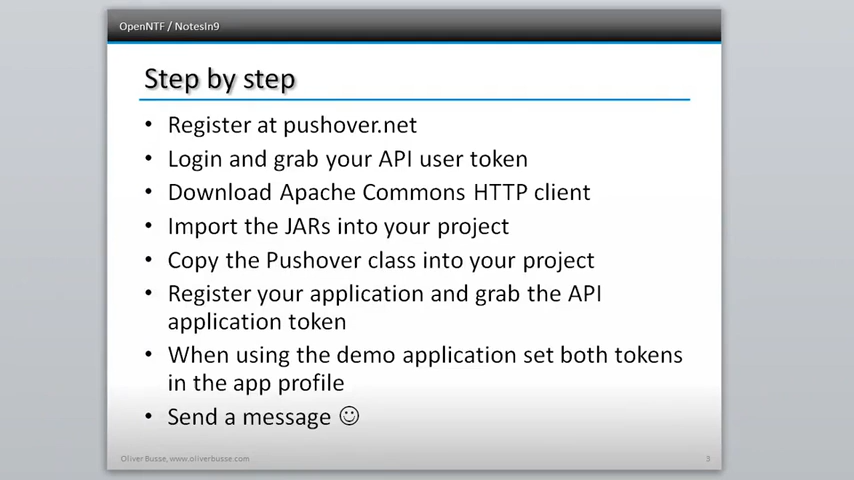 OpenNTF / NotesIn9
Step by step
• Register at pushover.net
• Login and grab your API user token
• Download Apache Commons HTTP client
• Import the JARs into your project
• Copy the Pushover class into your project
• Register your application and grab the API
application token
• When using the demo application set both tokens
in the app profile
• Send a message ☺
Oliver Busse, www.oliverbusse.com
3